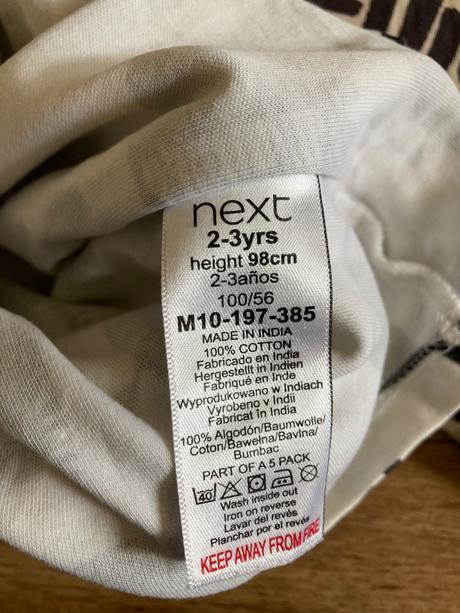 next
2-3yrs
height 98cm
2-3años
100/56
M10-197-385
MADE IN INDIA
100% COTTON
Fabricado en India
Hergestellt in Indien
Fabriqué en Inde
Wyprodukowano w Indiach
Vyrobeno v Indii
Fabricat în India
100% Algodón/Baumwolle/
Coton/Bawełna/Bavlna/
Bumbac
PART OF A 5 PACK
40
Wash inside out
Iron on reverse
Lavar del revés
Planchar por el revés
KEEP AWAY FROM FIRE